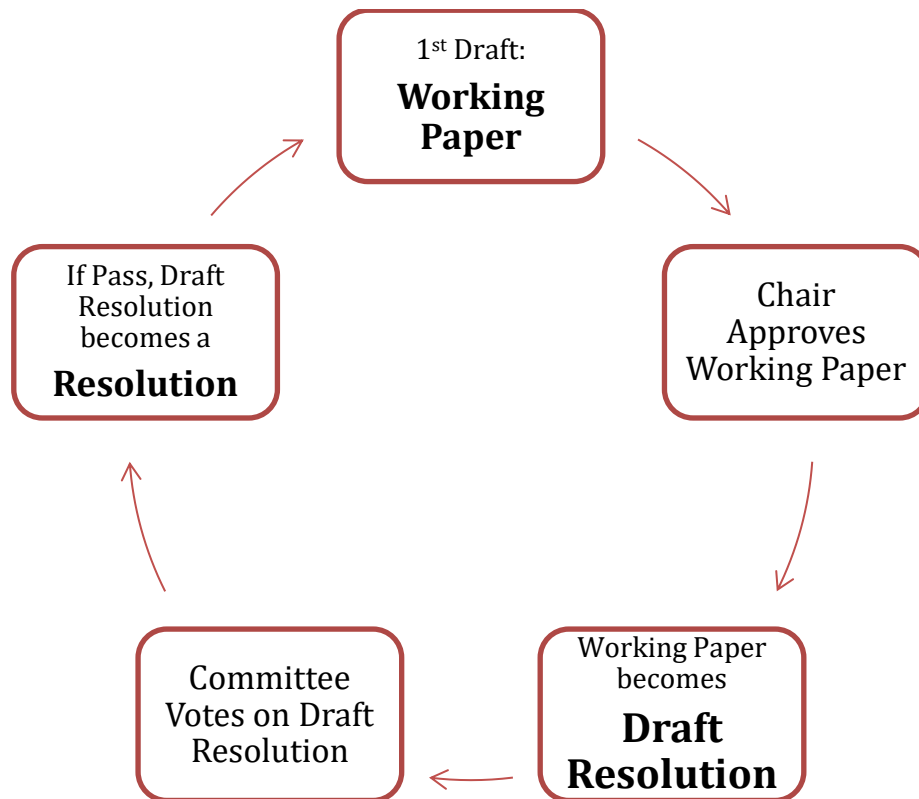 1st Draft:
Working
Paper
Chair
Approves
Working Paper
Working Paper
becomes
Draft
Resolution
Committee
Votes on Draft
Resolution
If Pass, Draft
Resolution
becomes a
Resolution